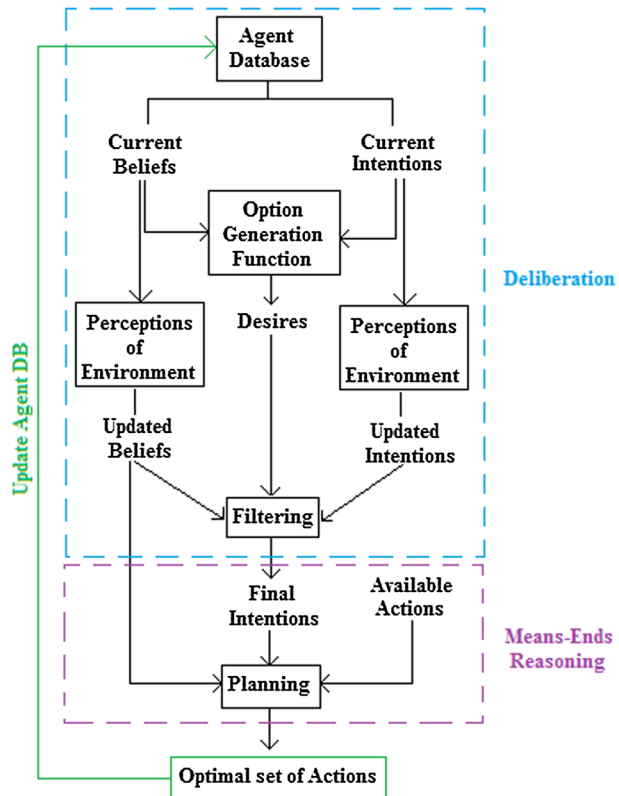 Agent
Database
Current
Beliefs
Current
Intentions
Option
Generation
Function
Deliberation
Perceptions
of
Environment
Desires
Perceptions
of
Environment
Update Agent DB
Updated
Beliefs
Updated
Intentions
Filtering
Final
Intentions
Available
Actions
Means-Ends
Reasoning
Planning
Optimal set of Actions